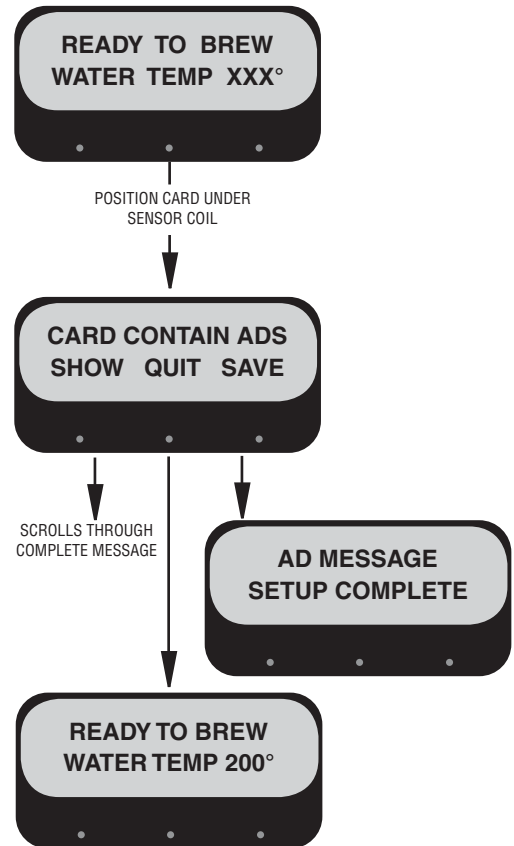 READY TO BREW
WATER TEMP XXX°
POSITION CARD UNDER
SENSOR COIL
CARD CONTAIN ADS
SHOW QUIT SAVE
SCROLLS THROUGH
COMPLETE MESSAGE
AD MESSAGE
SETUP COMPLETE
READY TO BREW
WATER TEMP 200°